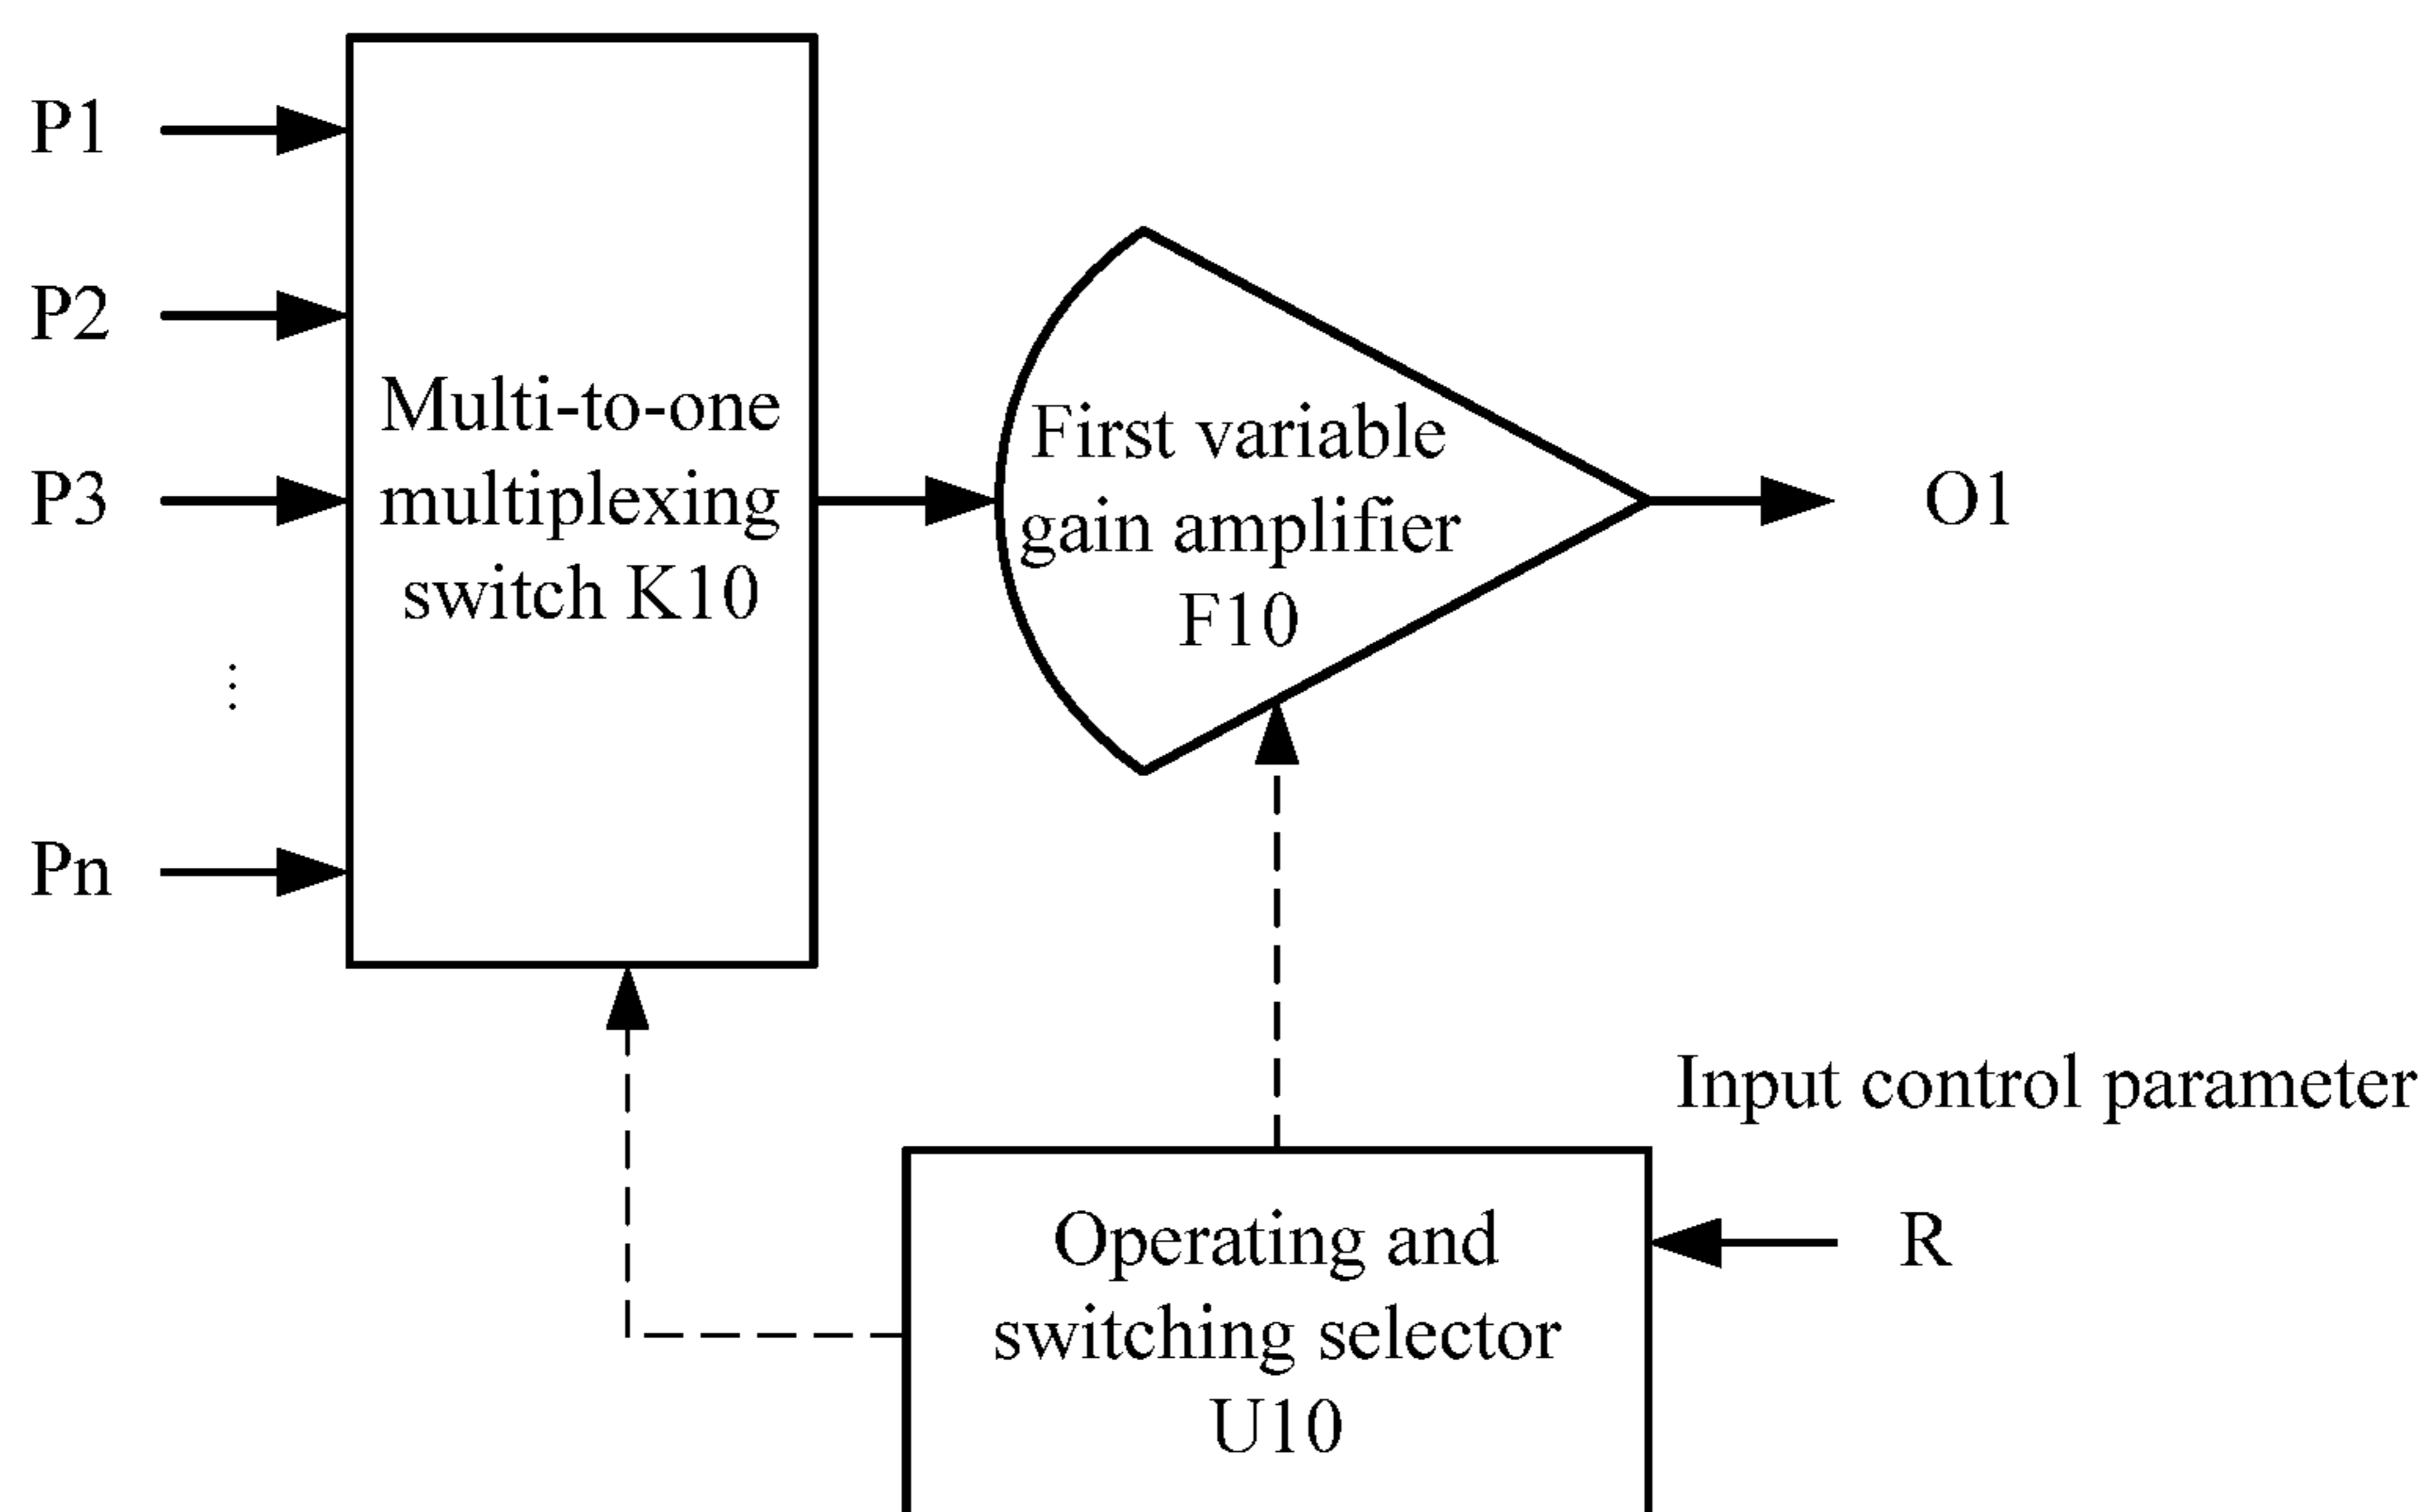 P1
P2
P3
⋮
Pn
Multi-to-one
multiplexing
switch K10
First variable
gain amplifier
F10
O1
Input control parameter
R
Operating and
switching selector
U10